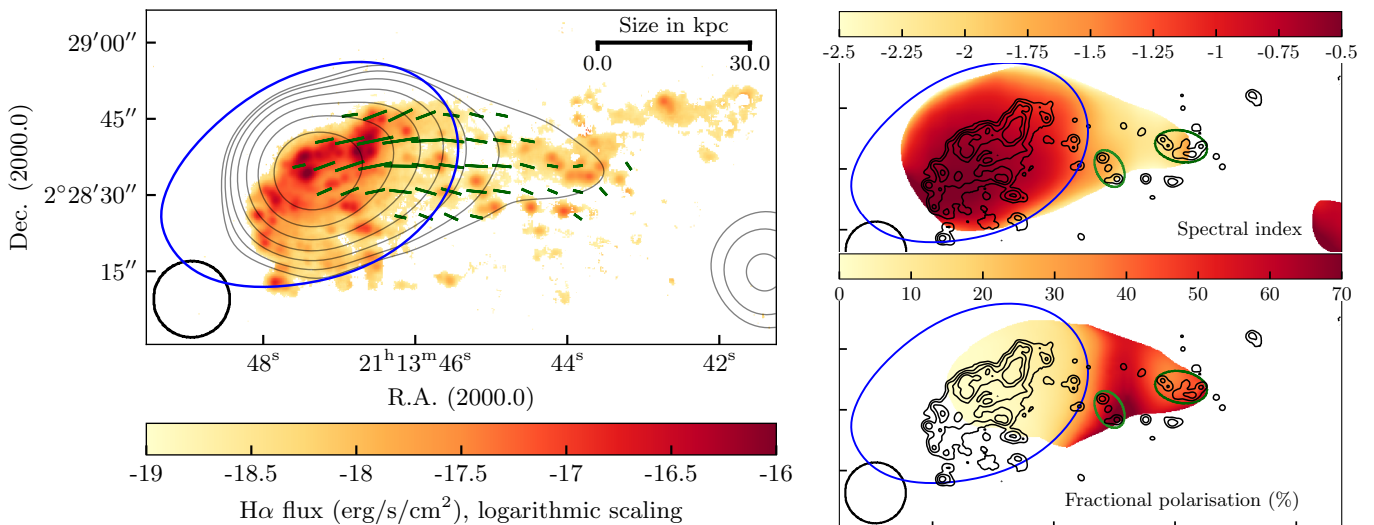 Size in kpc
0.0 30.0
29′00″
45″
2°28′30″
15″
Dec. (2000.0)
48ˢ 21ʰ13ᵐ46ˢ 44ˢ 42ˢ
R.A. (2000.0)
-19 -18.5 -18 -17.5 -17 -16.5 -16
Hα flux (erg/s/cm²), logarithmic scaling
-2.5 -2.25 -2 -1.75 -1.5 -1.25 -1 -0.75 -0.5
Spectral index
0 10 20 30 40 50 60 70
Fractional polarisation (%)